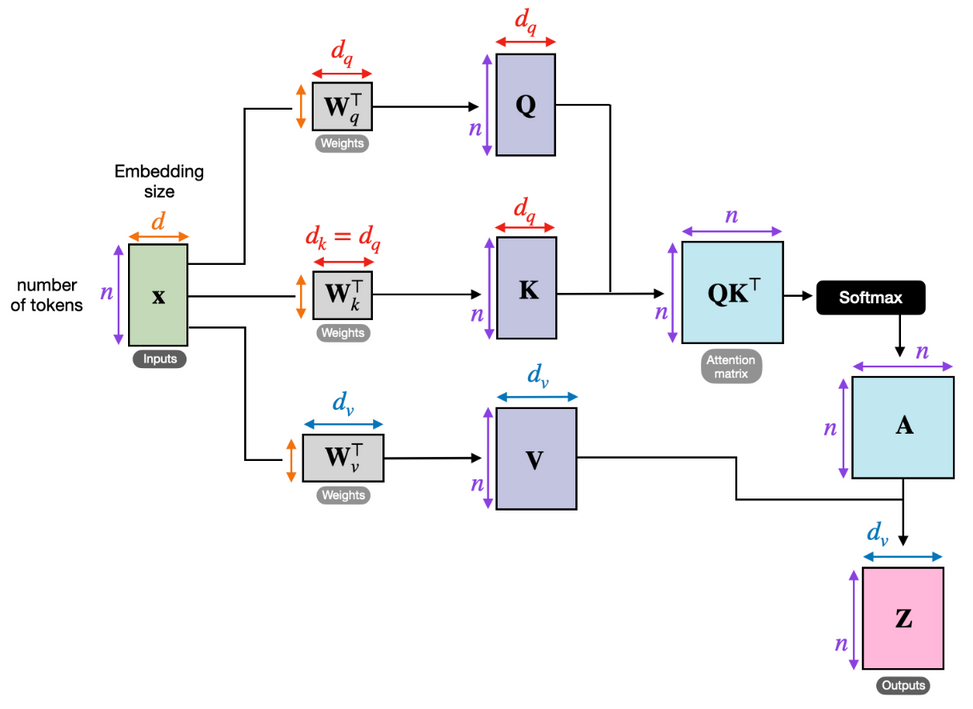 d_q
d_q
W_q^⊤
Weights
Q
n
Embedding
size
d
number
of tokens
n
x
Inputs
d_k = d_q
W_k^⊤
Weights
d_q
K
n
n
QK^⊤
n
Attention
matrix
Softmax
d_v
W_v^⊤
Weights
d_v
V
n
n
A
n
d_v
Z
n
Outputs